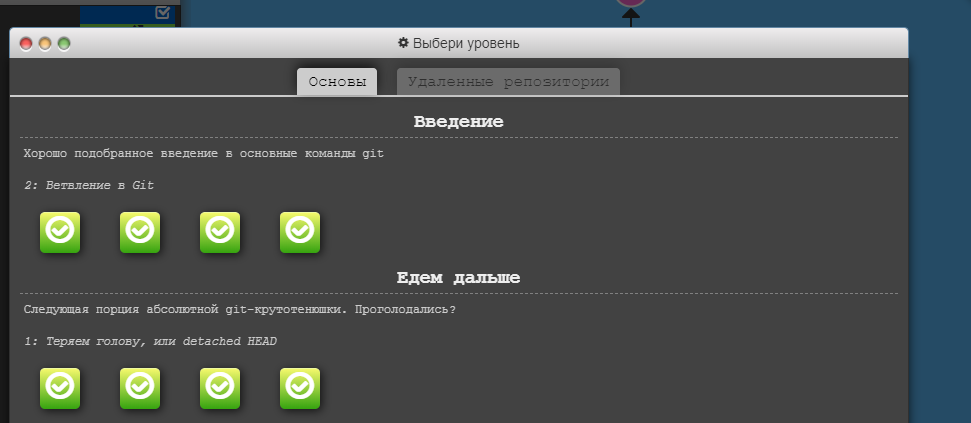 Выбери уровень
Основы
Удаленные репозитории
Введение
Хорошо подобранное введение в основные команды git
2: Ветвление в Git
Едем дальше
Следующая порция абсолютной git-крутотенюшки. Проголодались?
1: Теряем голову, или detached HEAD